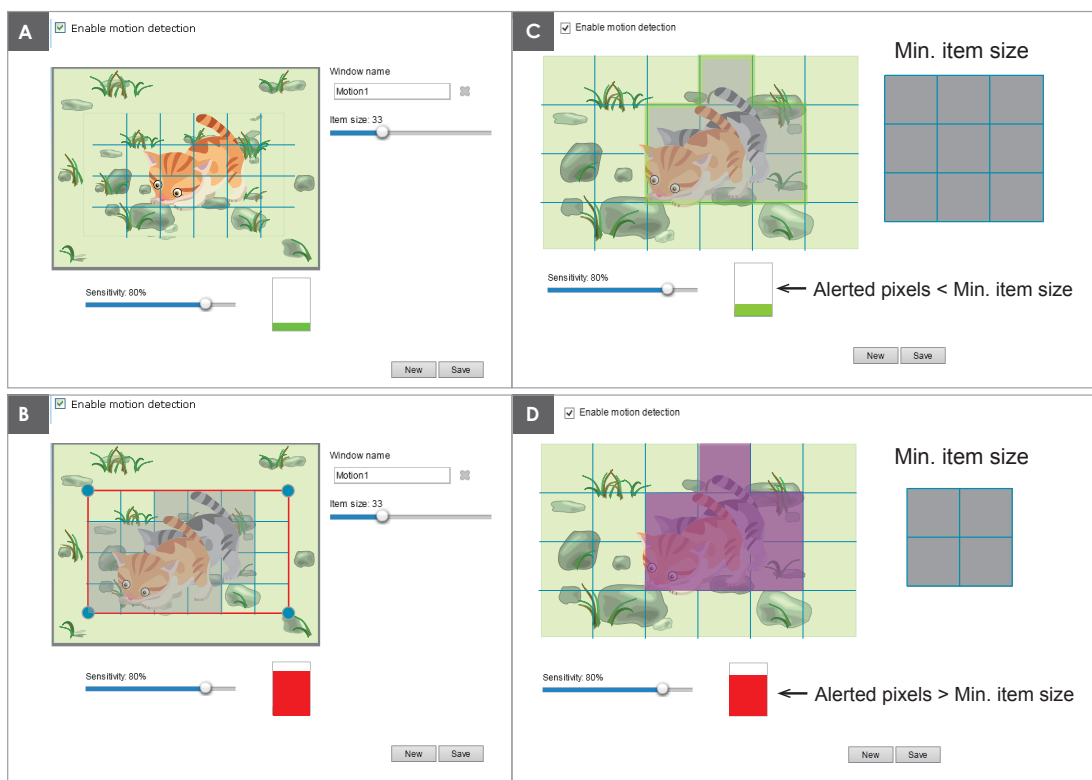 A
Enable motion detection
Window name
Motion1
Item size: 33
Sensitivity: 80%
New
Save
C
Enable motion detection
Min. item size
Sensitivity: 80%
Alerted pixels < Min. item size
New
Save
B
Enable motion detection
Window name
Motion1
Item size: 33
Sensitivity: 80%
New
Save
D
Enable motion detection
Min. item size
Sensitivity: 80%
Alerted pixels > Min. item size
New
Save